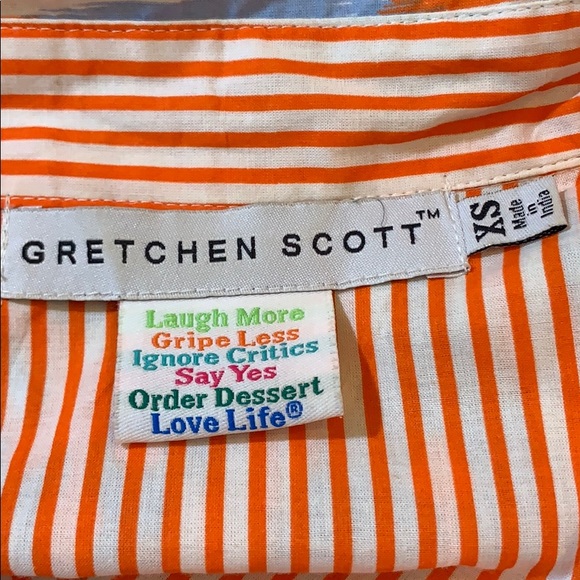 GRETCHEN SCOTT™
XS
Made
in
India
Laugh More
Gripe Less
Ignore Critics
Say Yes
Order Dessert
Love Life®